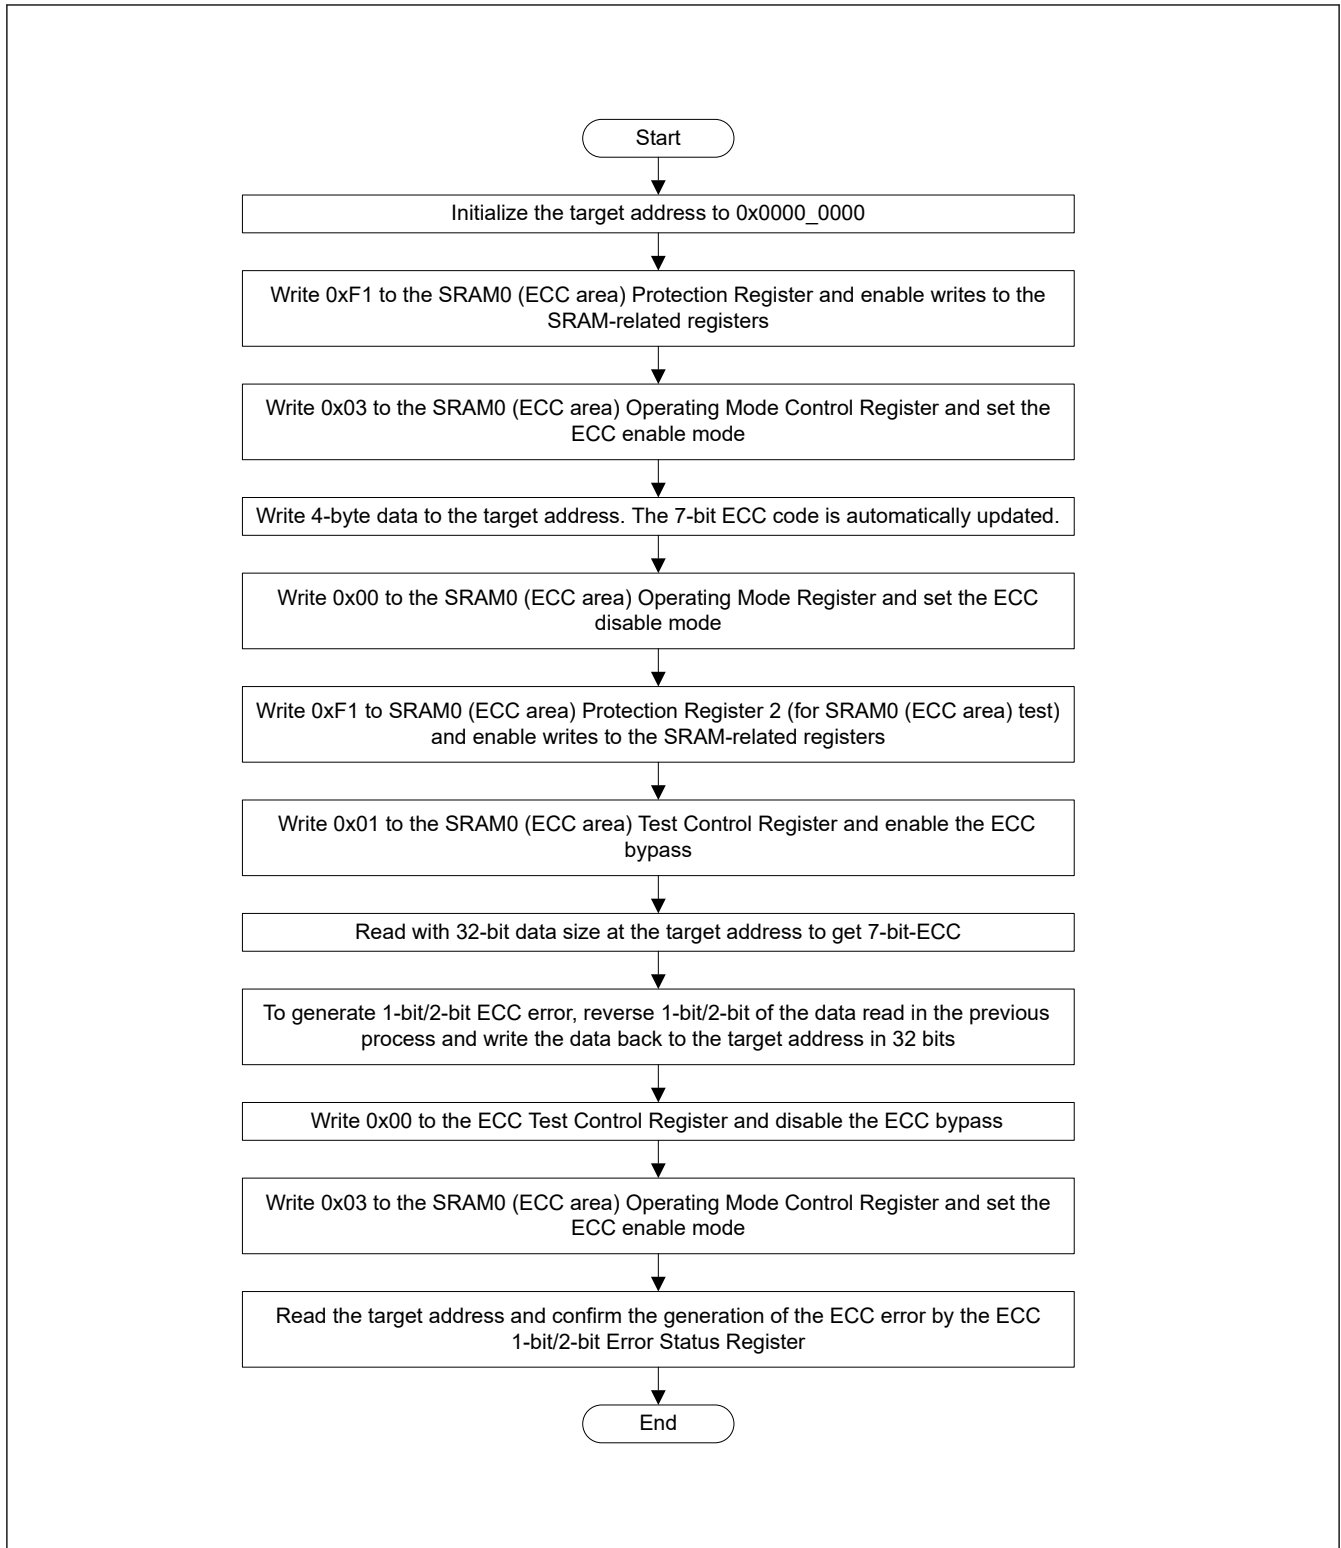 Start
Initialize the target address to 0x0000_0000
Write 0xF1 to the SRAM0 (ECC area) Protection Register and enable writes to the
SRAM-related registers
Write 0x03 to the SRAM0 (ECC area) Operating Mode Control Register and set the
ECC enable mode
Write 4-byte data to the target address. The 7-bit ECC code is automatically updated.
Write 0x00 to the SRAM0 (ECC area) Operating Mode Register and set the ECC
disable mode
Write 0xF1 to SRAM0 (ECC area) Protection Register 2 (for SRAM0 (ECC area) test)
and enable writes to the SRAM-related registers
Write 0x01 to the SRAM0 (ECC area) Test Control Register and enable the ECC
bypass
Read with 32-bit data size at the target address to get 7-bit-ECC
To generate 1-bit/2-bit ECC error, reverse 1-bit/2-bit of the data read in the previous
process and write the data back to the target address in 32 bits
Write 0x00 to the ECC Test Control Register and disable the ECC bypass
Write 0x03 to the SRAM0 (ECC area) Operating Mode Control Register and set the
ECC enable mode
Read the target address and confirm the generation of the ECC error by the ECC
1-bit/2-bit Error Status Register
End